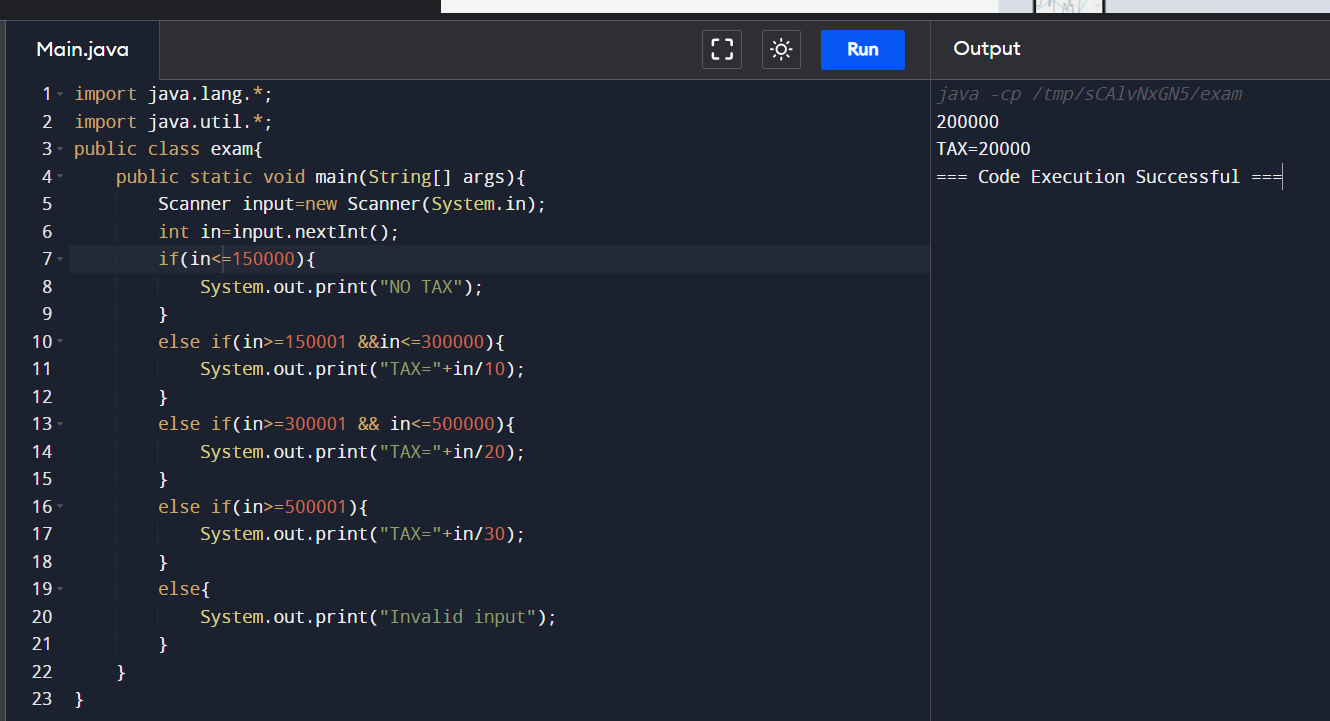 Main.java
Run
Output
1 import java.lang.*;
2 import java.util.*;
3 public class exam{
4     public static void main(String[] args){
5         Scanner input=new Scanner(System.in);
6         int in=input.nextInt();
7         if(in<=150000){
8             System.out.print("NO TAX");
9         }
10         else if(in>=150001 &&in<=300000){
11             System.out.print("TAX="+in/10);
12         }
13         else if(in>=300001 && in<=500000){
14             System.out.print("TAX="+in/20);
15         }
16         else if(in>=500001){
17             System.out.print("TAX="+in/30);
18         }
19         else{
20             System.out.print("Invalid input");
21         }
22     }
23 }
java -cp /tmp/sCAlvNxGN5/exam
200000
TAX=20000
=== Code Execution Successful ===